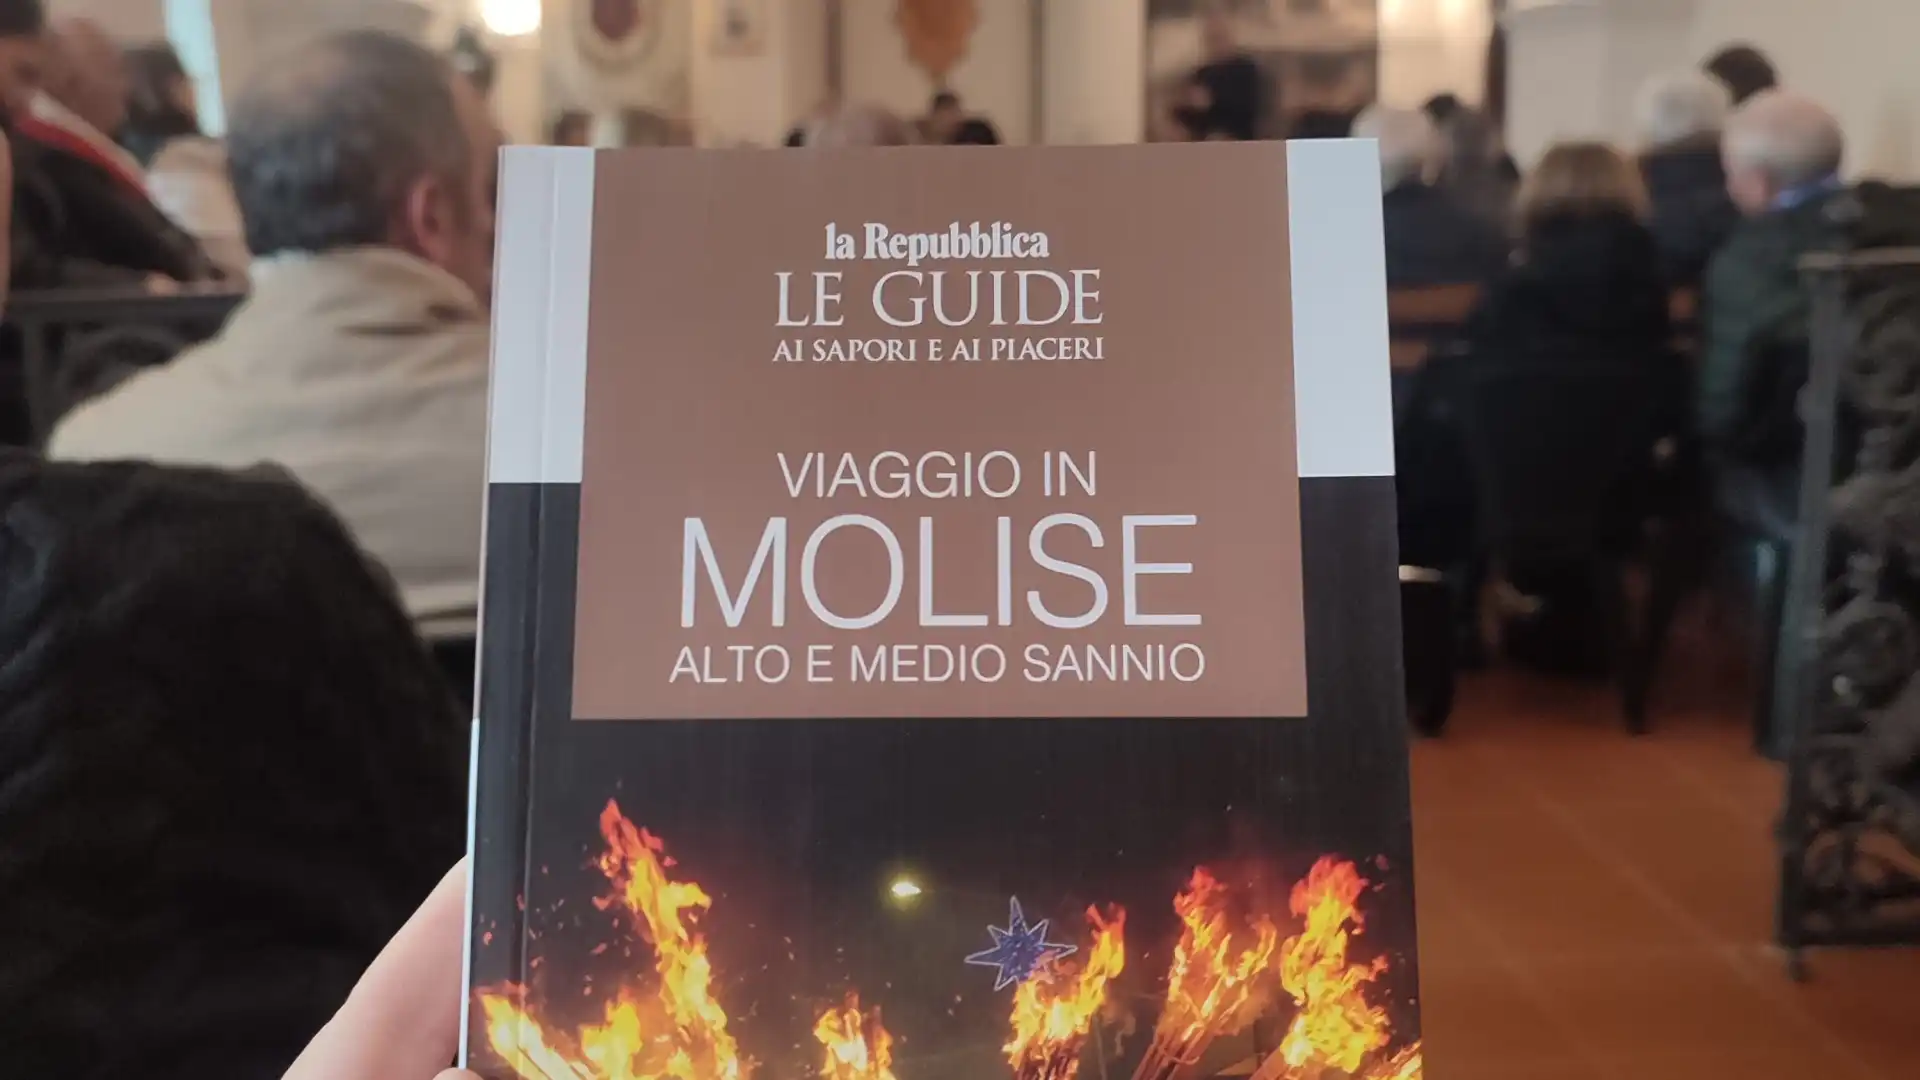 la Repubblica
LE GUIDE
AI SAPORI E AI PIACERI
VIAGGIO IN
MOLISE
ALTO E MEDIO SANNIO